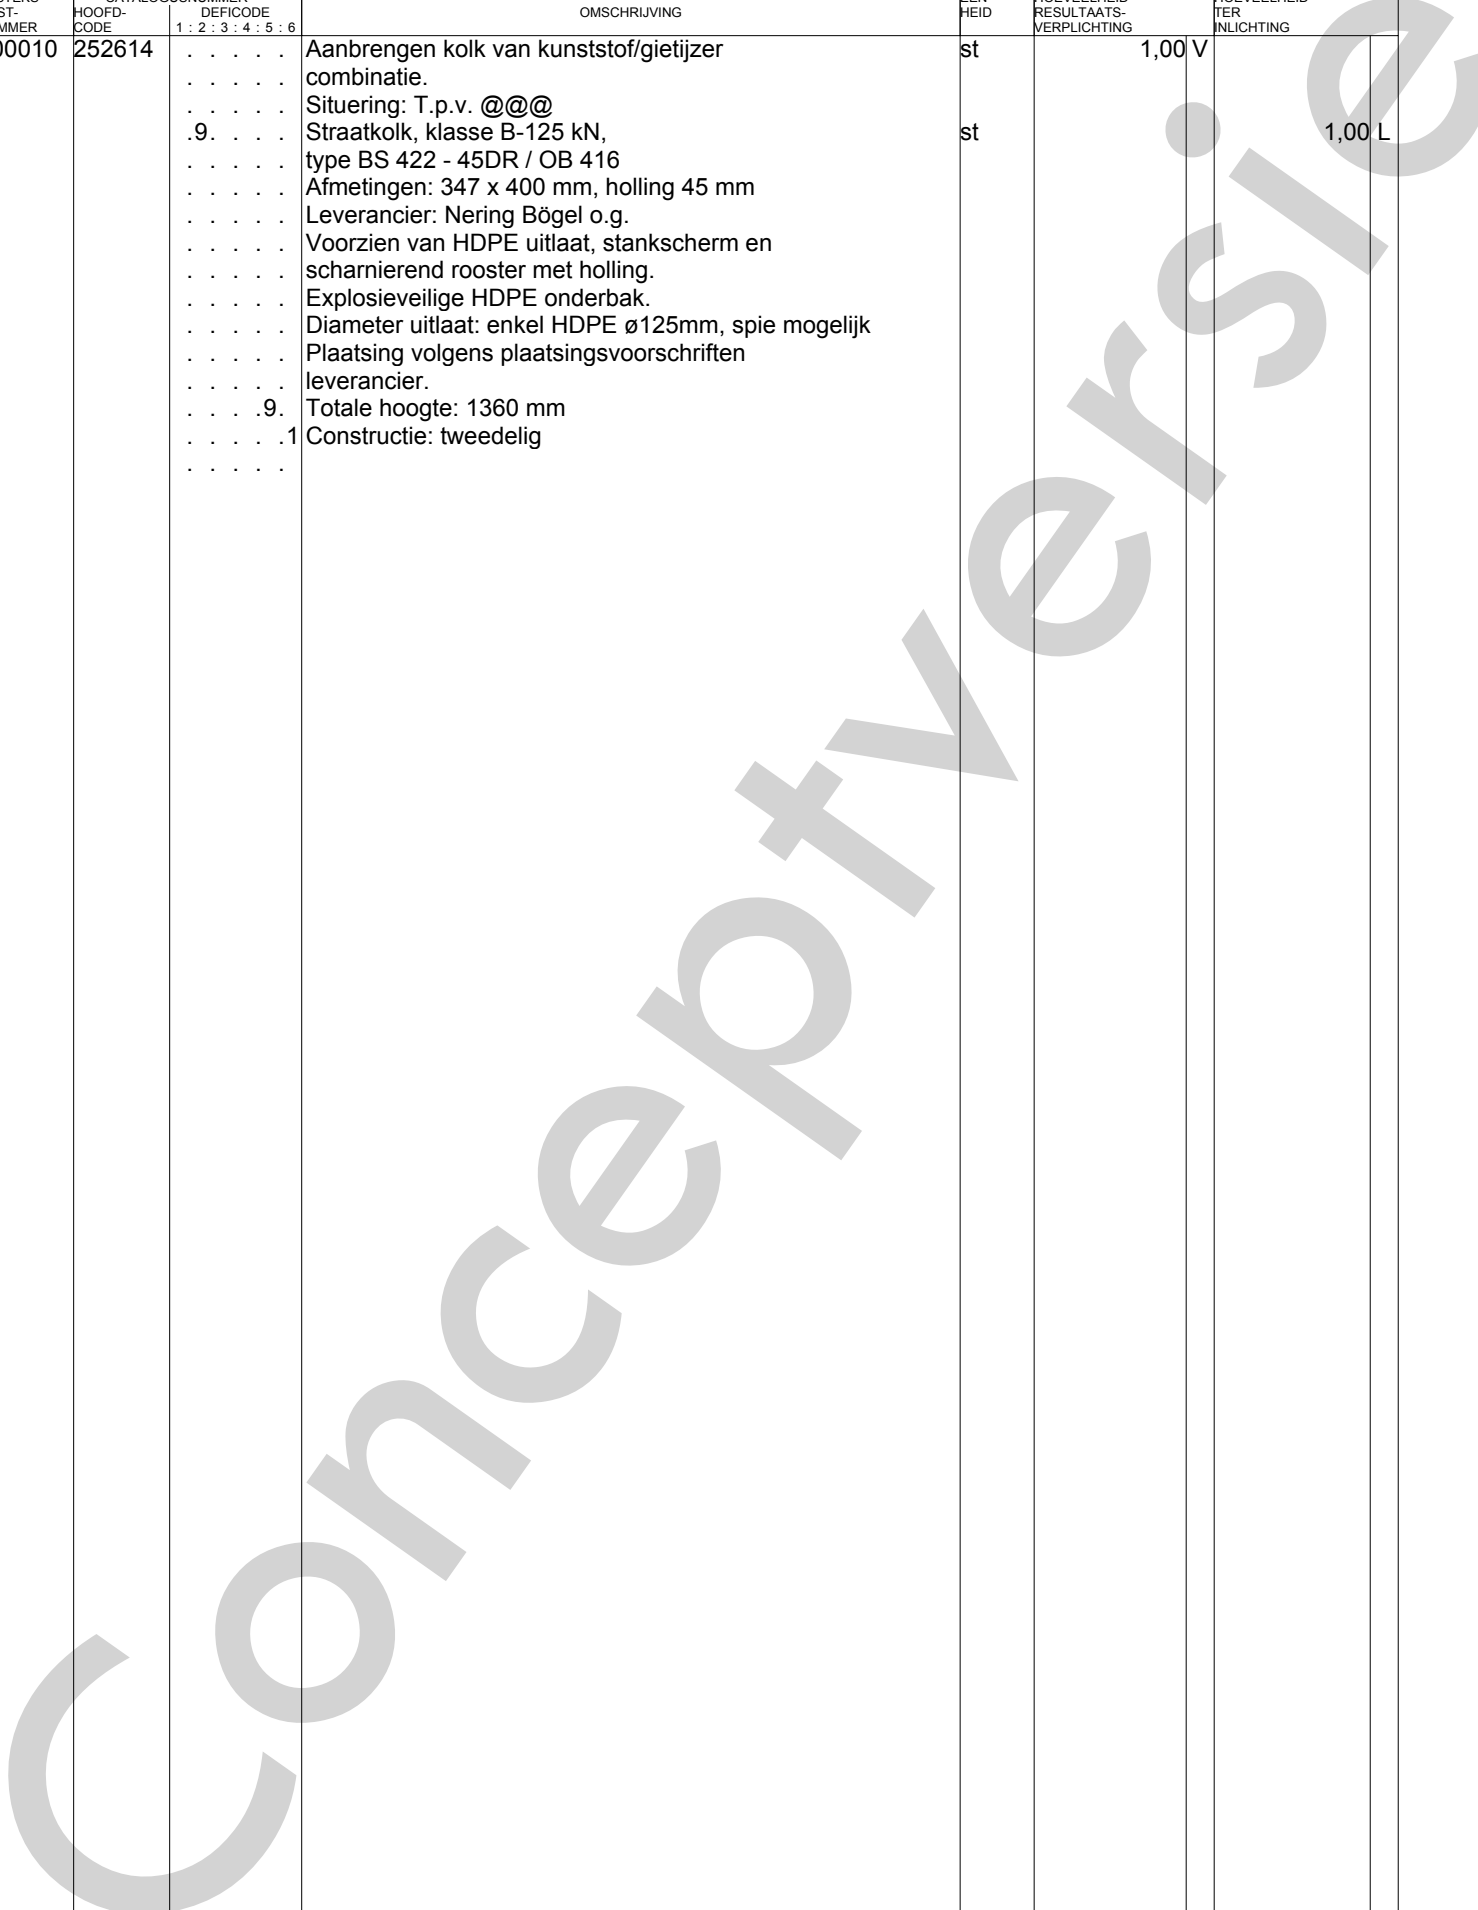 HOOFD-
CODE
DEFICODE
1 : 2 : 3 : 4 : 5 : 6
OMSCHRIJVING
HEID
RESULTAATS-
VERPLICHTING
TER
INLICHTING
252614 . . . . . Aanbrengen kolk van kunststof/gietijzer st 1,00 V
. . . . . combinatie.
. . . . . Situering: T.p.v. @@@
.9. . . . Straatkolk, klasse B-125 kN, st 1,00 L
. . . . . type BS 422 - 45DR / OB 416
. . . . . Afmetingen: 347 x 400 mm, holling 45 mm
. . . . . Leverancier: Nering Bögel o.g.
. . . . . Voorzien van HDPE uitlaat, stankscherm en
. . . . . scharnierend rooster met holling.
. . . . . Explosieveilige HDPE onderbak.
. . . . . Diameter uitlaat: enkel HDPE ø125mm, spie mogelijk
. . . . . Plaatsing volgens plaatsingsvoorschriften
. . . . . leverancier.
. . . .9. Totale hoogte: 1360 mm
. . . . .1 Constructie: tweedelig
. . . . .
Conceptversie